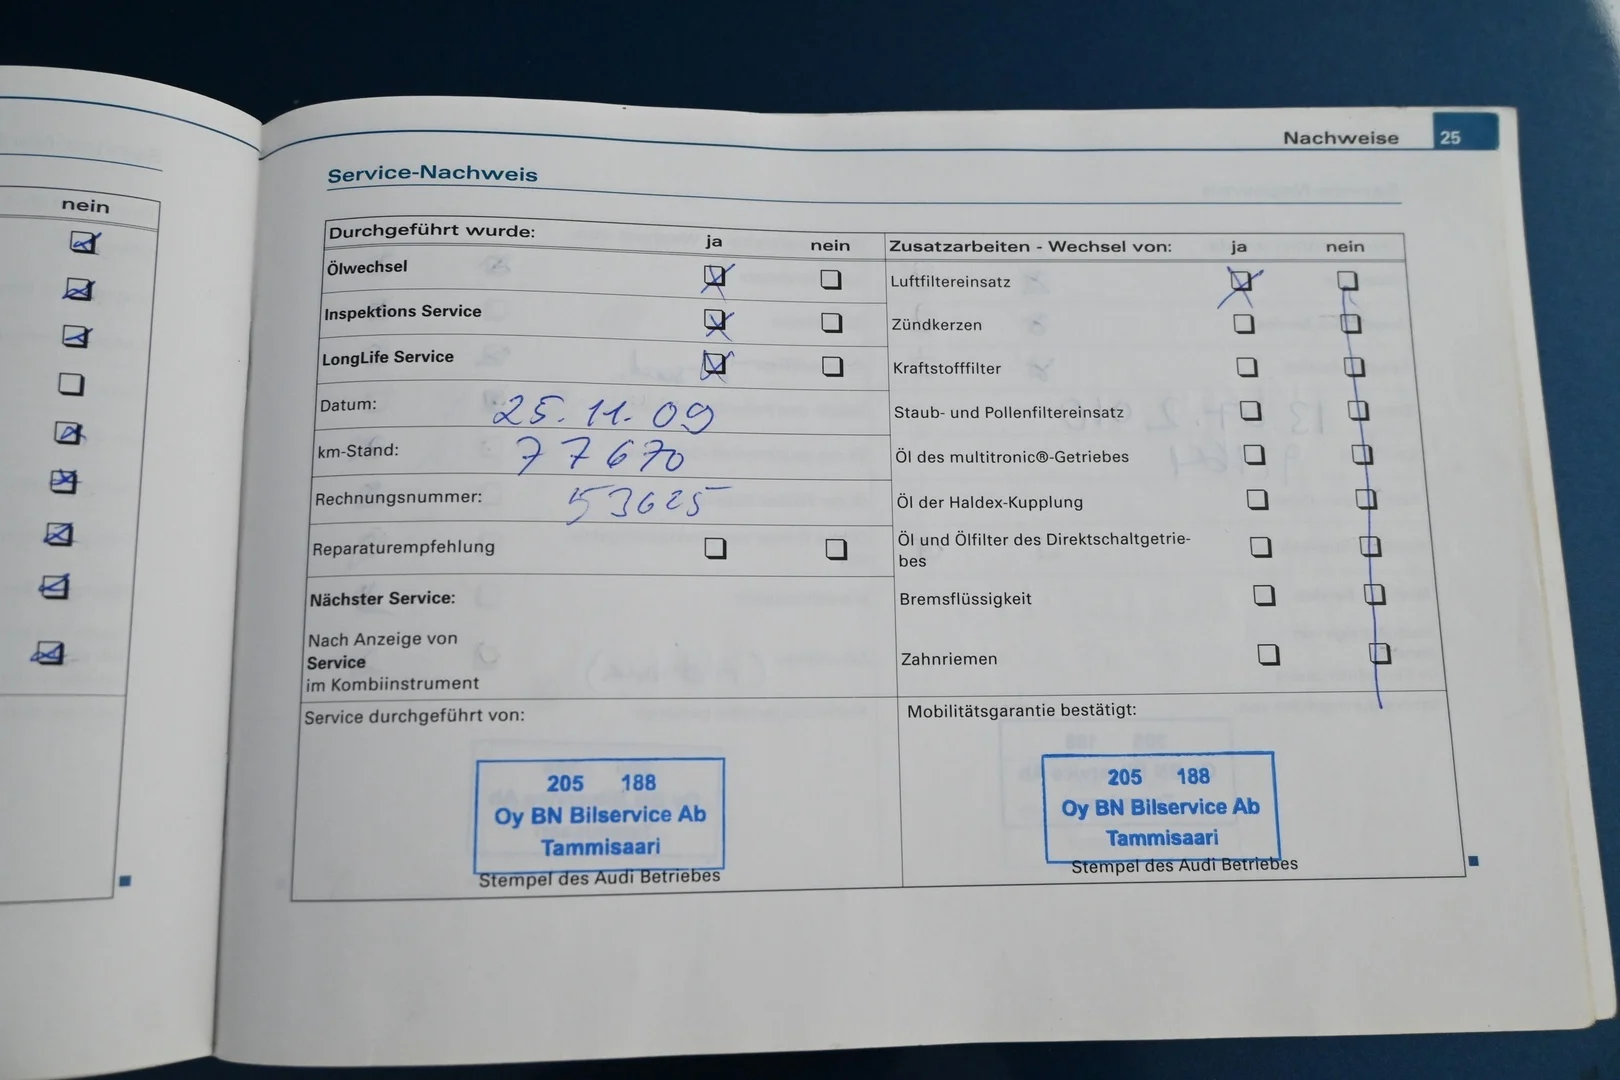 nein
Nachweise 25
Service-Nachweis
Durchgeführt wurde: ja nein
Ölwechsel
Inspektions Service
LongLife Service
Datum: 25.11.09
km-Stand: 77670
Rechnungsnummer: 53625
Reparaturempfehlung
Nächster Service:
Nach Anzeige von
Service
im Kombiinstrument
Service durchgeführt von:
205 188
Oy BN Bilservice Ab
Tammisaari
Stempel des Audi Betriebes
Zusatzarbeiten - Wechsel von: ja nein
Luftfiltereinsatz
Zündkerzen
Kraftstofffilter
Staub- und Pollenfiltereinsatz
Öl des multitronic®-Getriebes
Öl der Haldex-Kupplung
Öl und Ölfilter des Direktschaltgetrie-
bes
Bremsflüssigkeit
Zahnriemen
Mobilitätsgarantie bestätigt:
205 188
Oy BN Bilservice Ab
Tammisaari
Stempel des Audi Betriebes